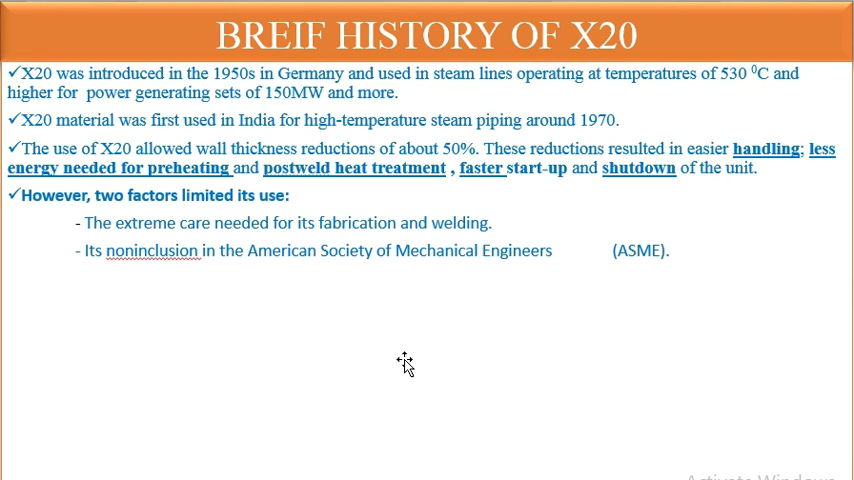 BREIF HISTORY OF X20
✓X20 was introduced in the 1950s in Germany and used in steam lines operating at temperatures of 530 ⁰C and
higher for power generating sets of 150MW and more.
✓X20 material was first used in India for high-temperature steam piping around 1970.
✓The use of X20 allowed wall thickness reductions of about 50%. These reductions resulted in easier handling; less
energy needed for preheating and postweld heat treatment , faster start-up and shutdown of the unit.
✓However, two factors limited its use:
- The extreme care needed for its fabrication and welding.
- Its noninclusion in the American Society of Mechanical Engineers (ASME).
Activate Windows